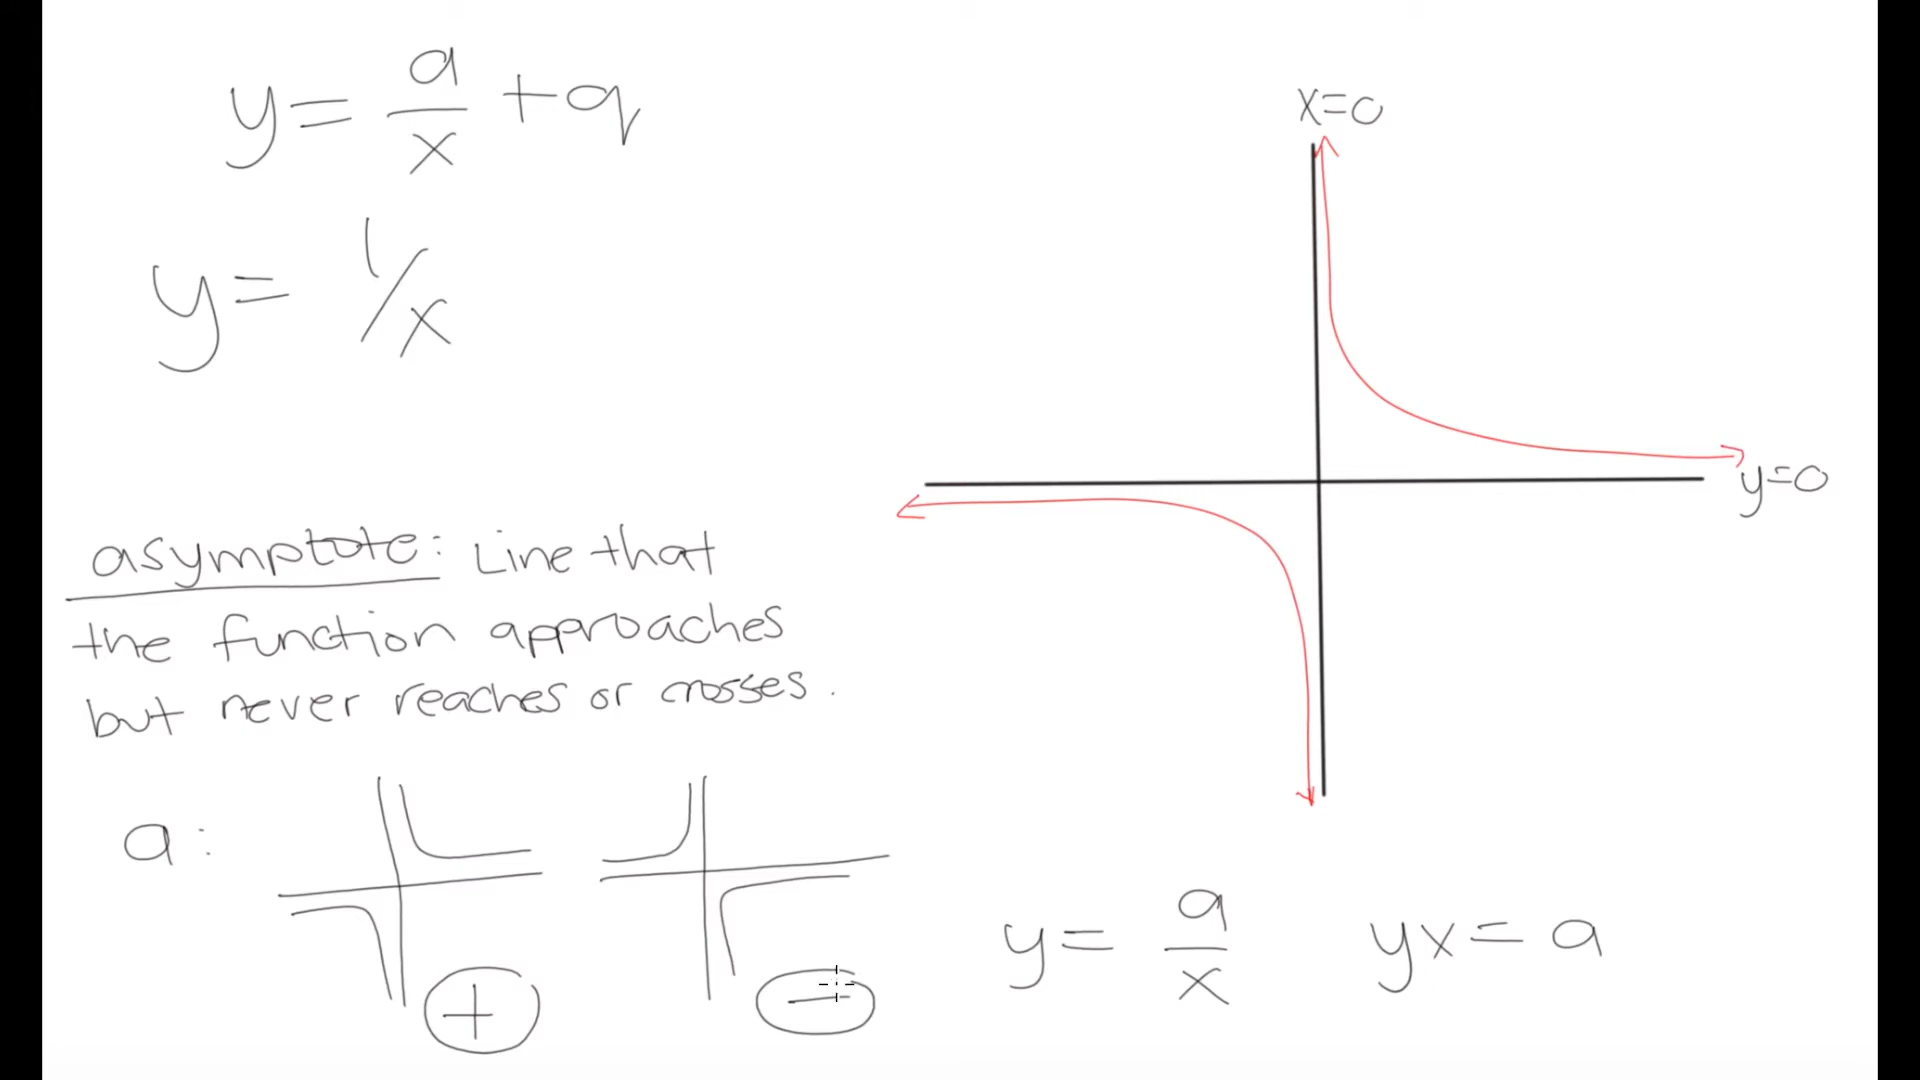 y = a/x + q
y = 1/x
asymptote: Line that
the function approaches
but never reaches or crosses.
a:
+
−
x=0
y=0
y = a/x
yx = a